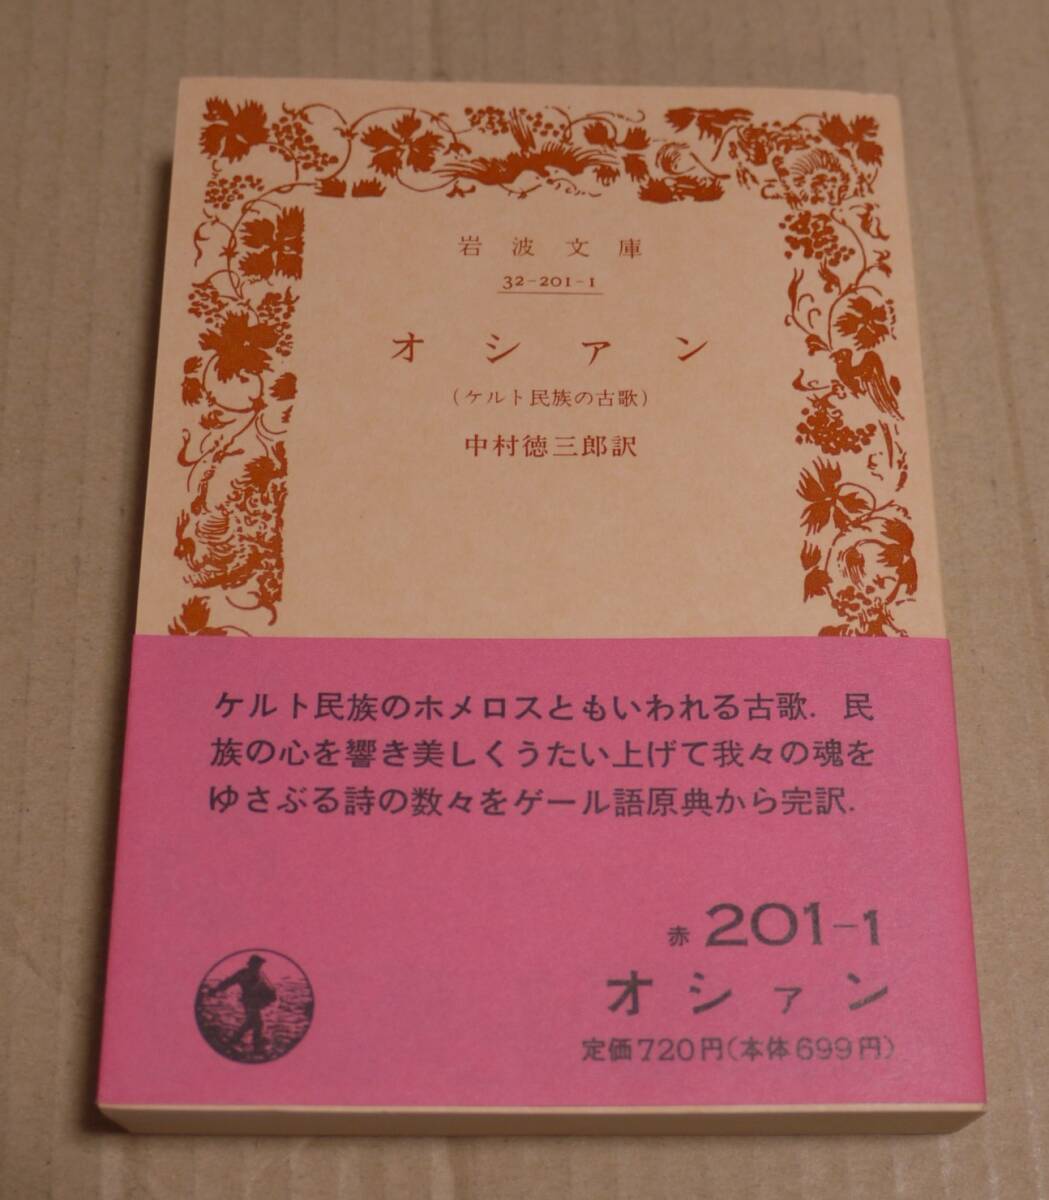 岩波文庫
32-201-1
オシァン
(ケルト民族の古歌)
中村徳三郎訳
ケルト民族のホメロスともいわれる古歌．民
族の心を響き美しくうたい上げて我々の魂を
ゆさぶる詩の数々をゲール語原典から完訳．
赤 201-1
オシァン
定価720円(本体699円)